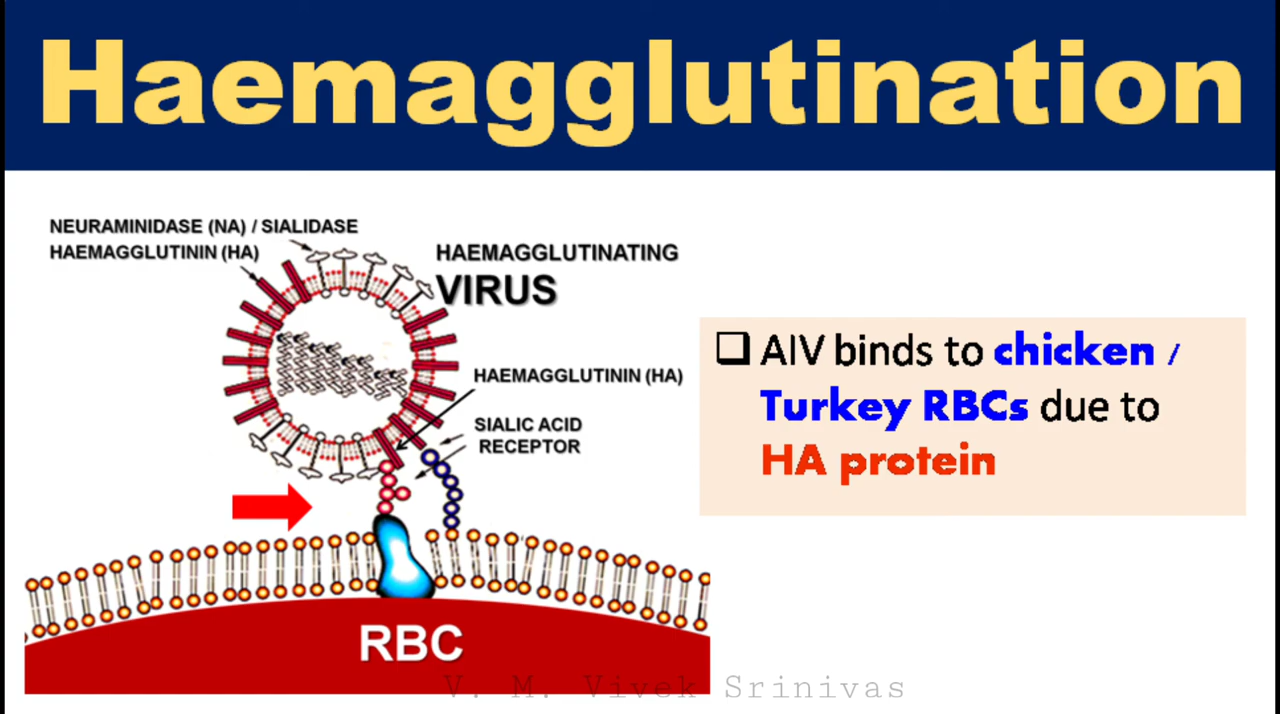 Haemagglutination
NEURAMINIDASE (NA) / SIALIDASE
HAEMAGGLUTININ (HA)
HAEMAGGLUTINATING
VIRUS
HAEMAGGLUTININ (HA)
SIALIC ACID
RECEPTOR
RBC
❑ AIV binds to chicken /
Turkey RBCs due to
HA protein
V. M. Vivek Srinivas